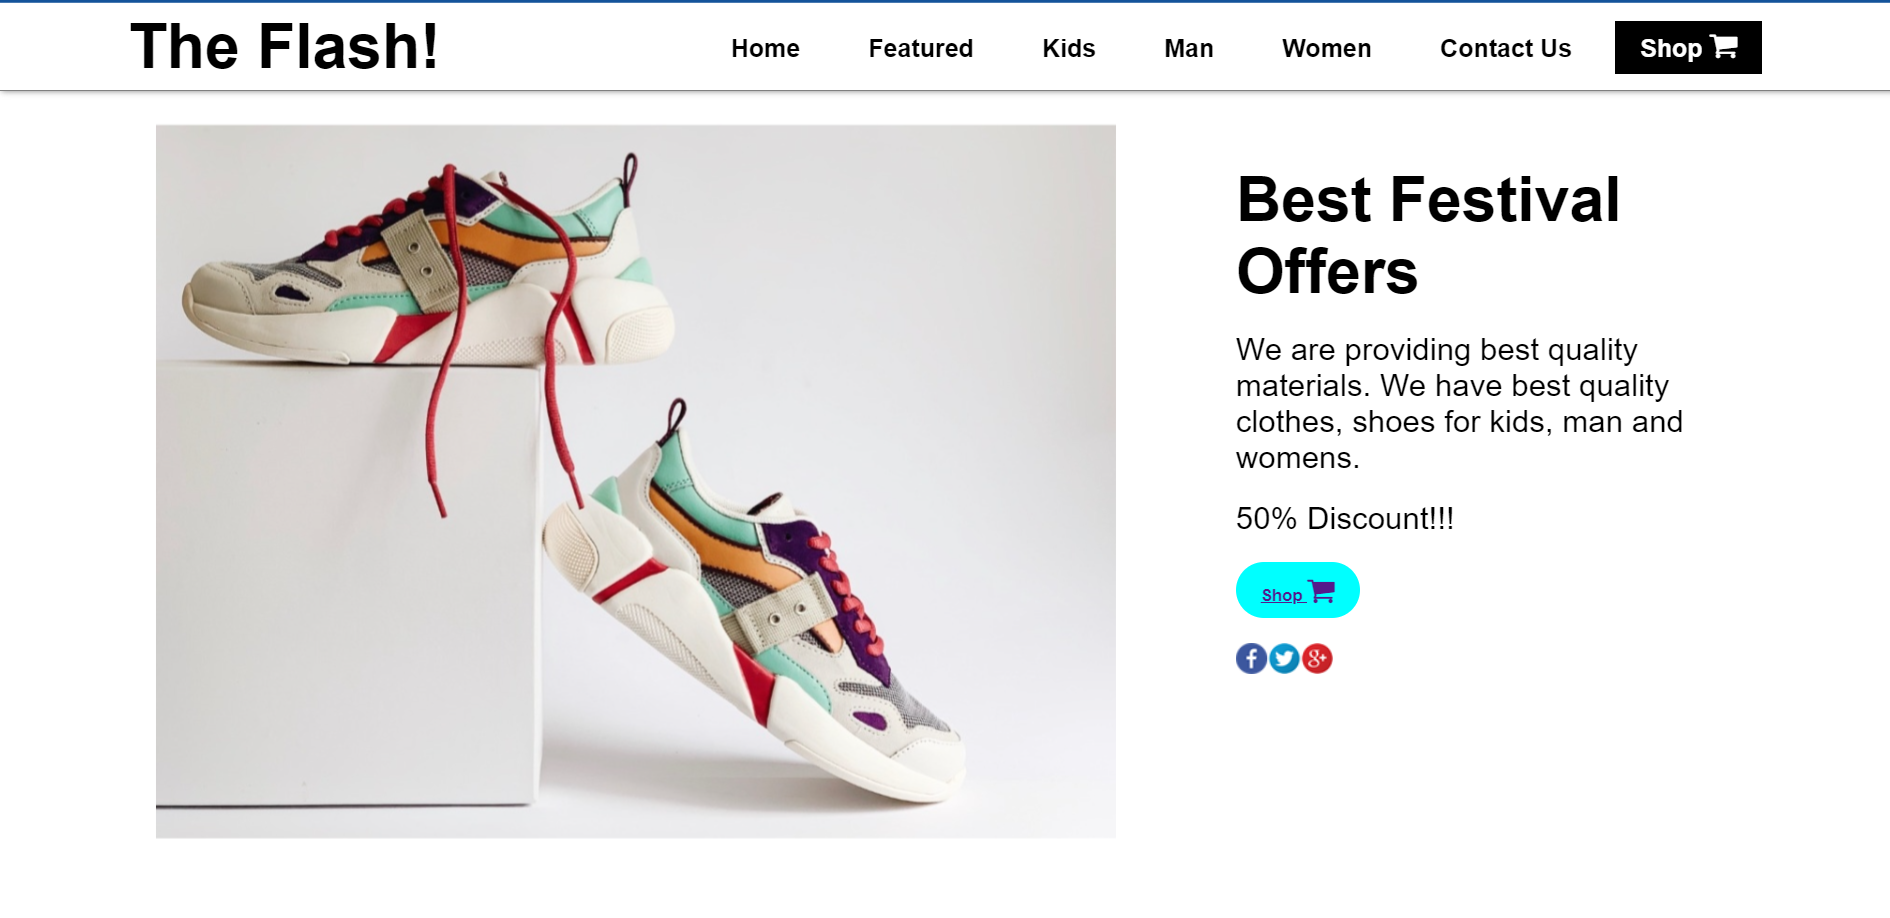 The Flash!
Home Featured Kids Man Women Contact Us Shop
Best Festival
Offers
We are providing best quality
materials. We have best quality
clothes, shoes for kids, man and
womens.
50% Discount!!!
Shop